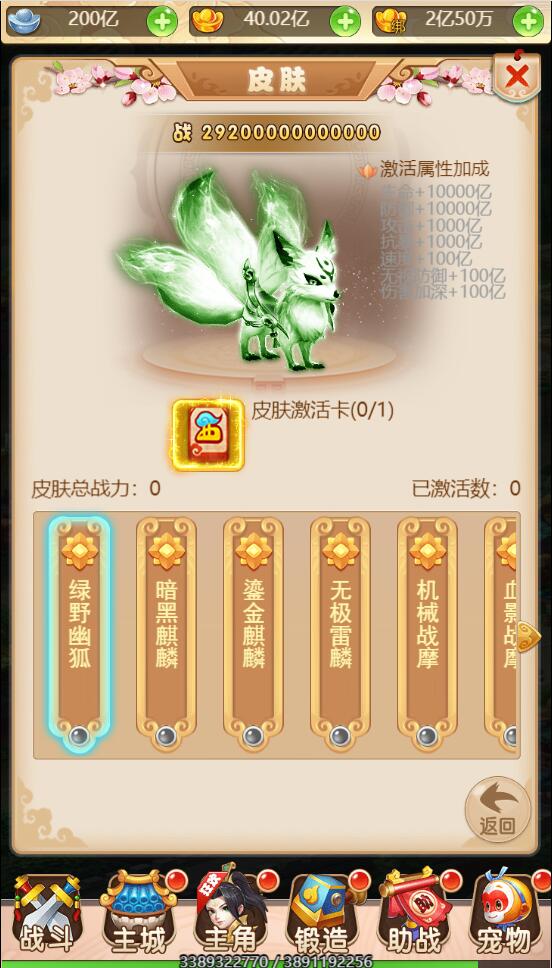 200亿
40.02亿
绑
2亿50万
皮肤
战 29200000000000
激活属性加成
生命+10000亿
防御+10000亿
攻击+1000亿
抗暴+1000亿
速度+100亿
无视防御+100亿
伤害加深+100亿
皮肤激活卡(0/1)
皮肤总战力：0
已激活数：0
绿野幽狐
暗黑麒麟
鎏金麒麟
无极雷麟
机械战摩
血影战摩
返回
战斗
主城
主角
锻造
助战
宠物
3389322770 / 3891192256